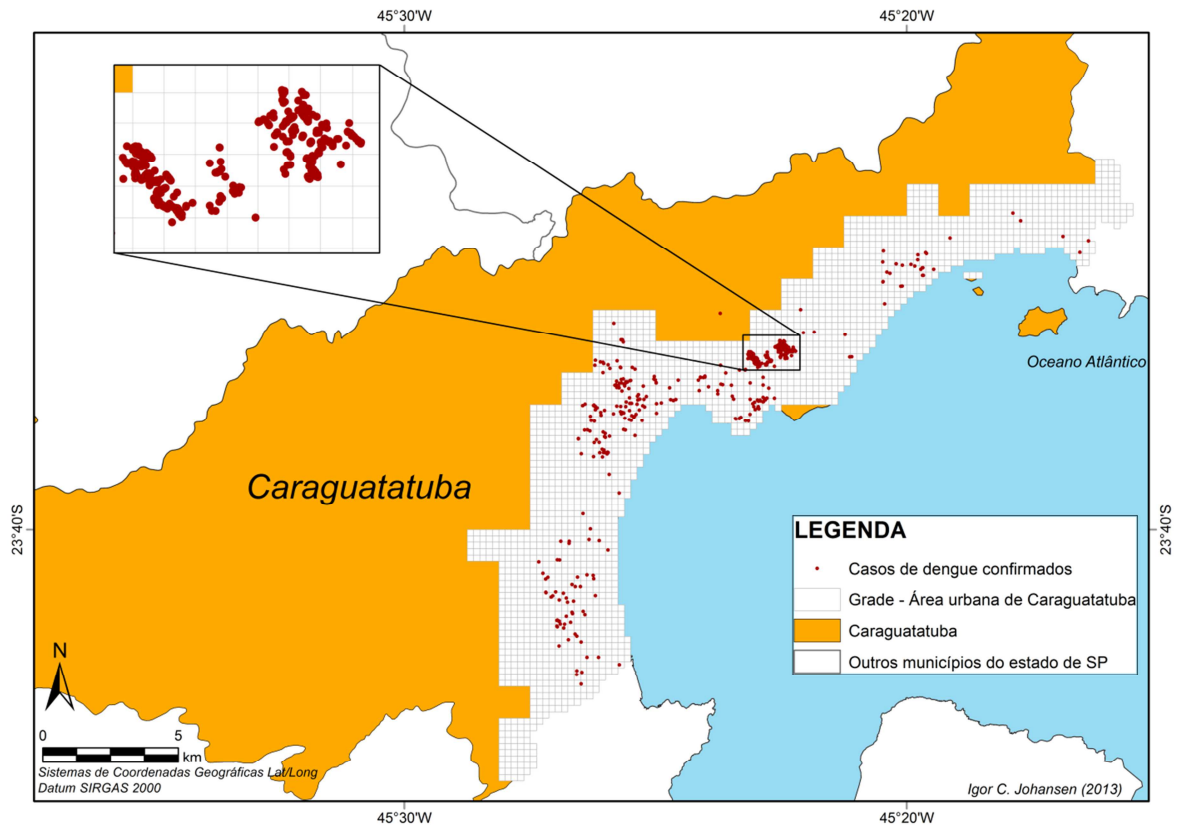 45°30'W
45°20'W
Oceano Atlântico
Caraguatatuba
23°40'S
23°40'S
LEGENDA
Casos de dengue confirmados
Grade - Área urbana de Caraguatatuba
Caraguatatuba
Outros municípios do estado de SP
N
0
5
km
Sistemas de Coordenadas Geográficas Lat/Long
Datum SIRGAS 2000
Igor C. Johansen (2013)
45°30'W
45°20'W